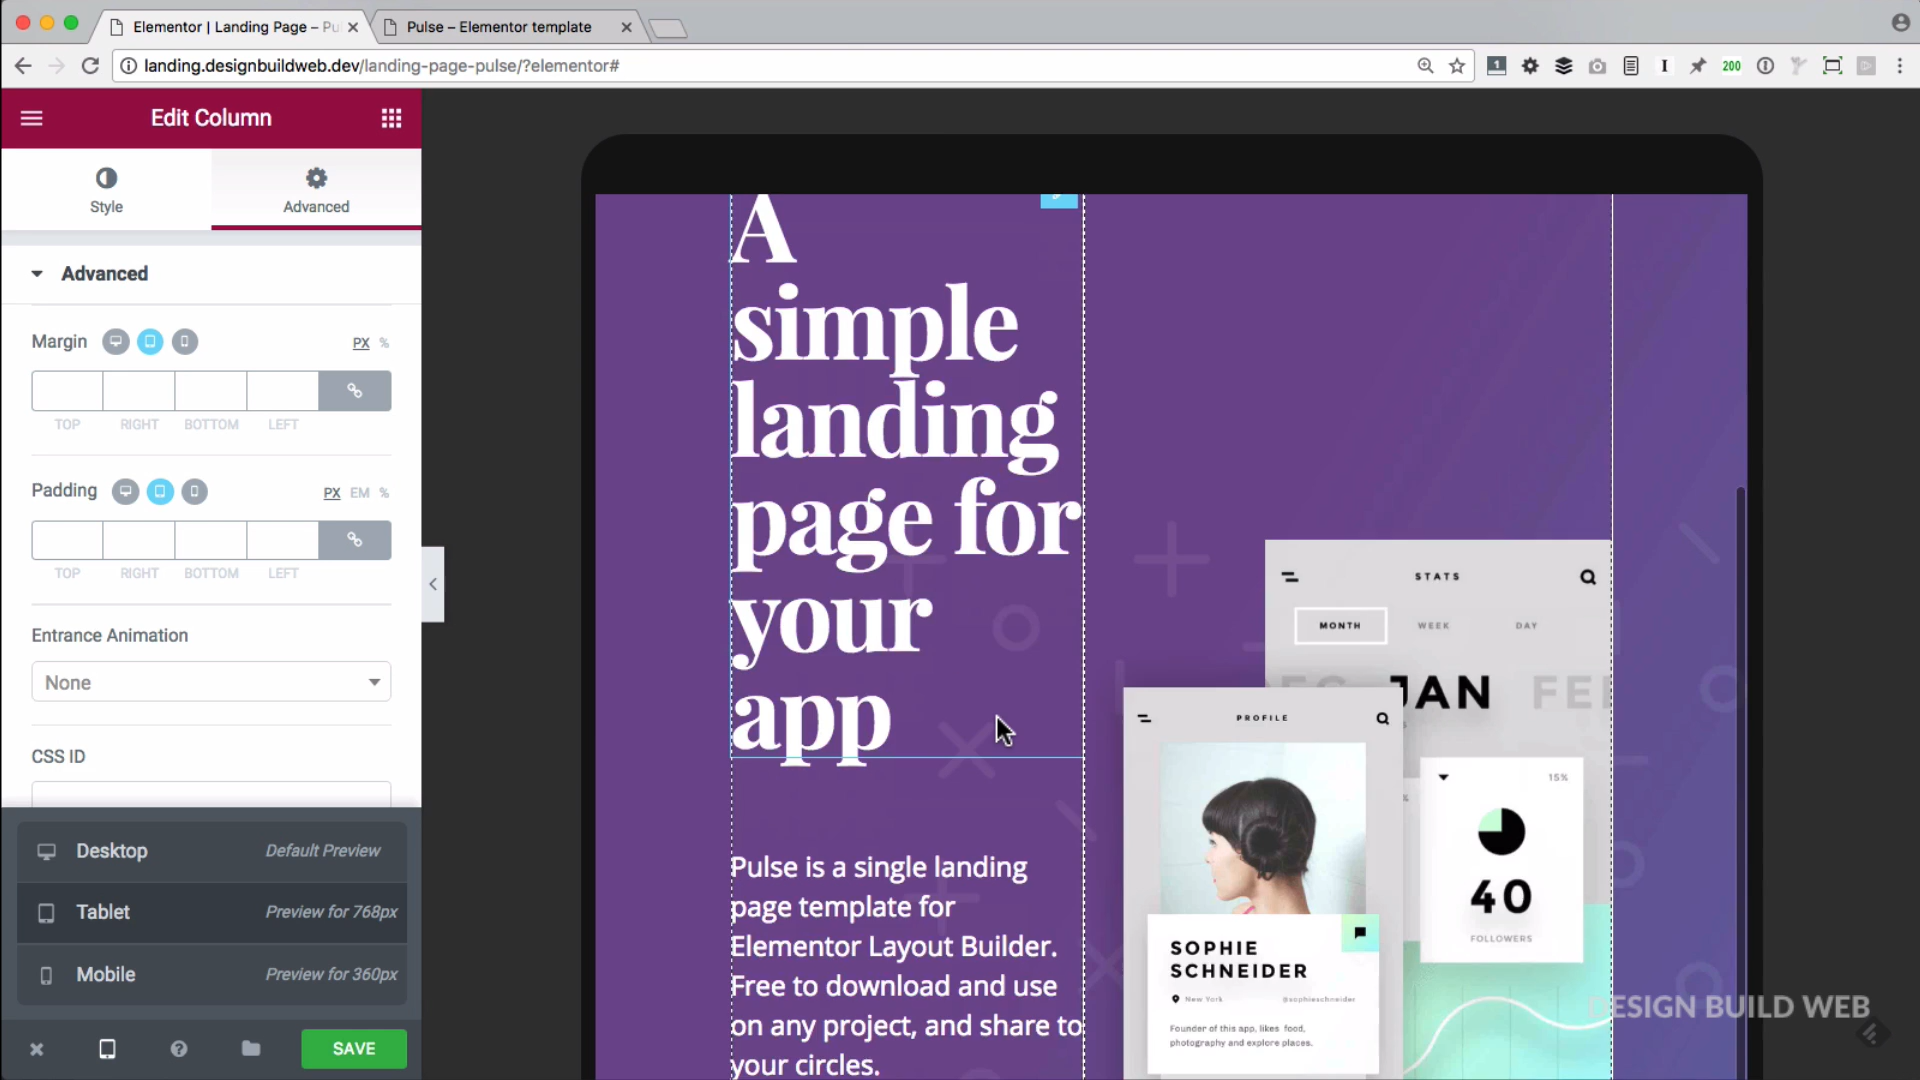 Elementor | Landing Page – Pu
Pulse – Elementor template
landing.designbuildweb.dev/landing-page-pulse/?elementor#
1
200
Edit Column
Style
Advanced
Advanced
Margin
PX %
TOP RIGHT BOTTOM LEFT
Padding
PX EM %
TOP RIGHT BOTTOM LEFT
Entrance Animation
None
CSS ID
Desktop Default Preview
Tablet Preview for 768px
Mobile Preview for 360px
SAVE
A
simple
landing
page for
your
app
Pulse is a single landing
page template for
Elementor Layout Builder.
Free to download and use
on any project, and share to
your circles.
STATS
MONTH WEEK DAY
JAN
PROFILE
15%
40
FOLLOWERS
SOPHIE
SCHNEIDER
New York @sophieschneider
Founder of this app, likes food,
photography and explore places.
DESIGN BUILD WEB